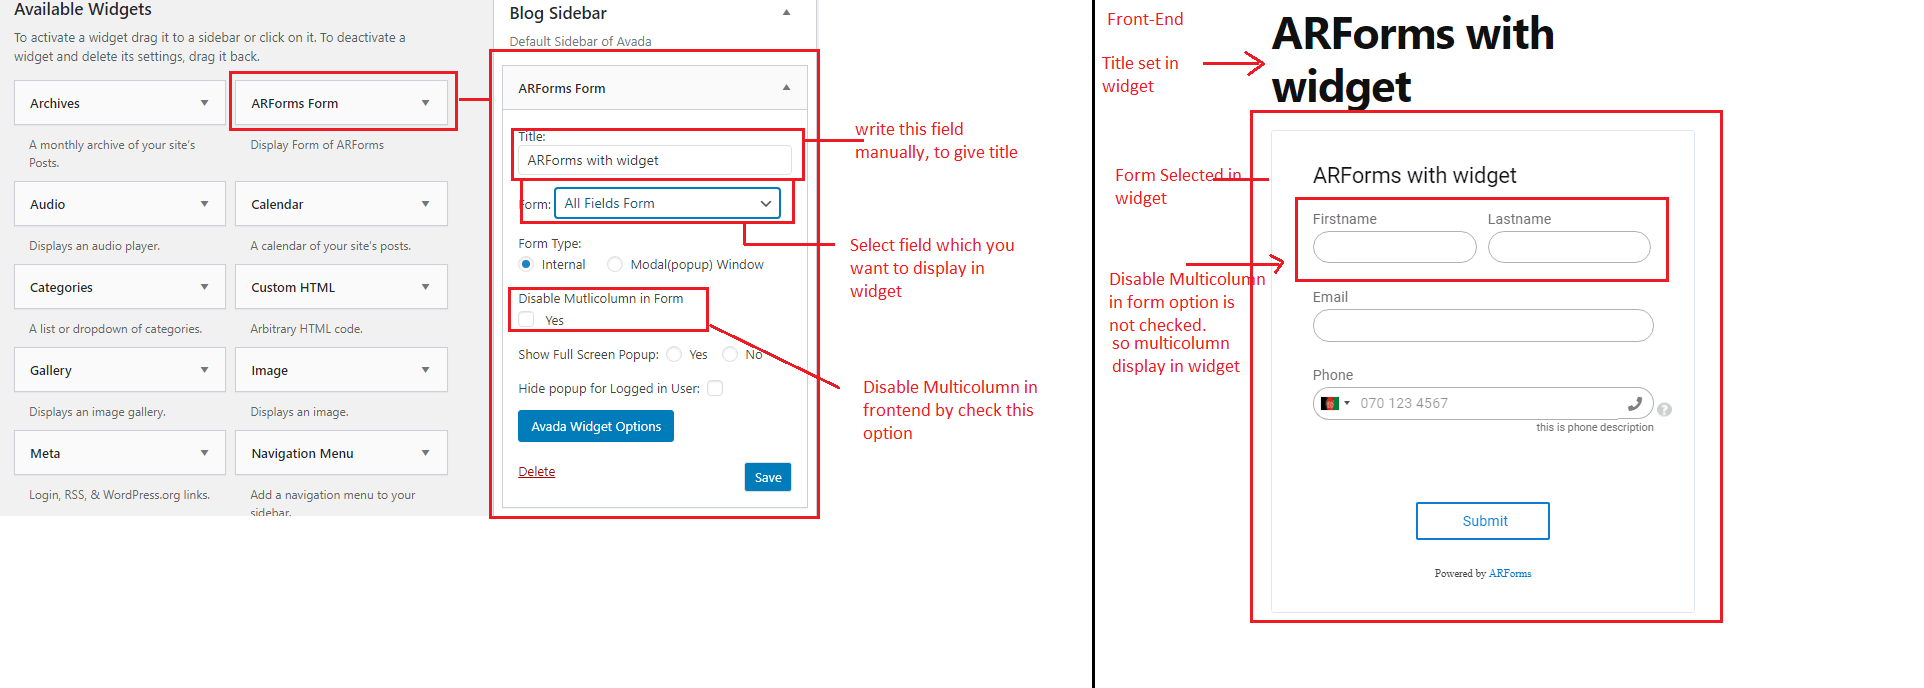 Available Widgets
To activate a widget drag it to a sidebar or click on it. To deactivate a
widget and delete its settings, drag it back.
Archives
ARForms Form
A monthly archive of your site's
Posts.
Display Form of ARForms
Audio
Calendar
Displays an audio player.
A calendar of your site's posts.
Categories
Custom HTML
A list or dropdown of categories.
Arbitrary HTML code.
Gallery
Image
Displays an image gallery.
Displays an image.
Meta
Navigation Menu
Login, RSS, & WordPress.org links.
Add a navigation menu to your
sidebar.
Blog Sidebar
Default Sidebar of Avada
ARForms Form
Title:
ARForms with widget
Form:
All Fields Form
Form Type:
Internal
Modal(popup) Window
Disable Mutlicolumn in Form
Yes
Show Full Screen Popup:
Yes
No
Hide popup for Logged in User:
Avada Widget Options
Delete
Save
write this field
manually, to give title
Select field which you
want to display in
widget
Disable Multicolumn in
frontend by check this
option
Front-End
Title set in
widget
Form Selected in
widget
Disable Multicolumn
in form option is
not checked.
so multicolumn
display in widget
ARForms with
widget
ARForms with widget
Firstname
Lastname
Email
Phone
070 123 4567
?
this is phone description
Submit
Powered by ARForms